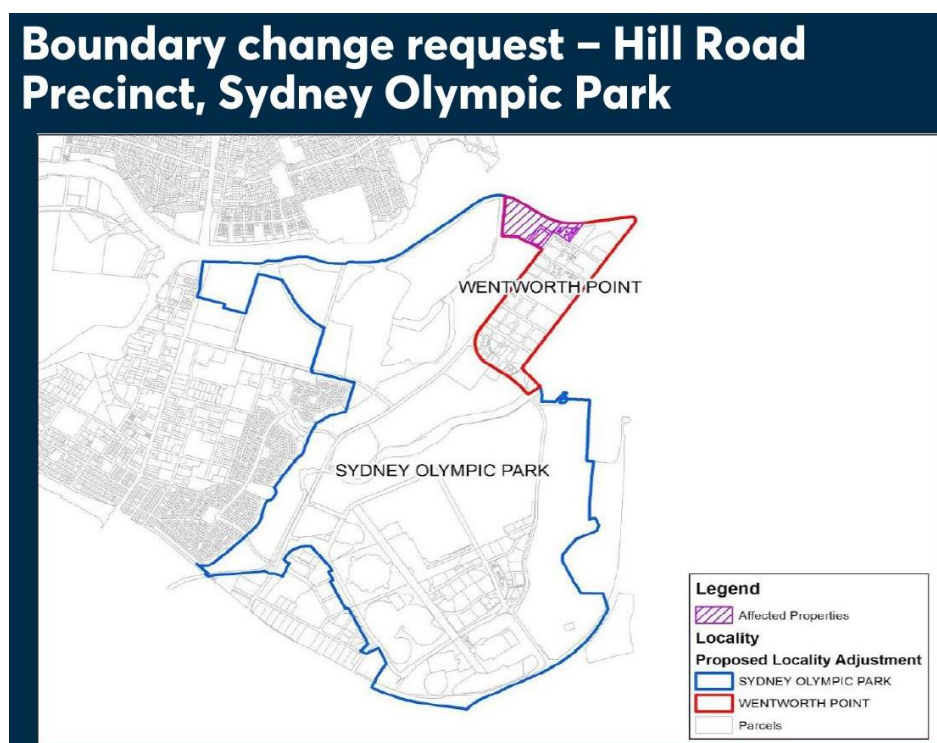 Boundary change request – Hill Road
Precinct, Sydney Olympic Park
WENTWORTH POINT
SYDNEY OLYMPIC PARK
Legend
Affected Properties
Locality
Proposed Locality Adjustment
SYDNEY OLYMPIC PARK
WENTWORTH POINT
Parcels